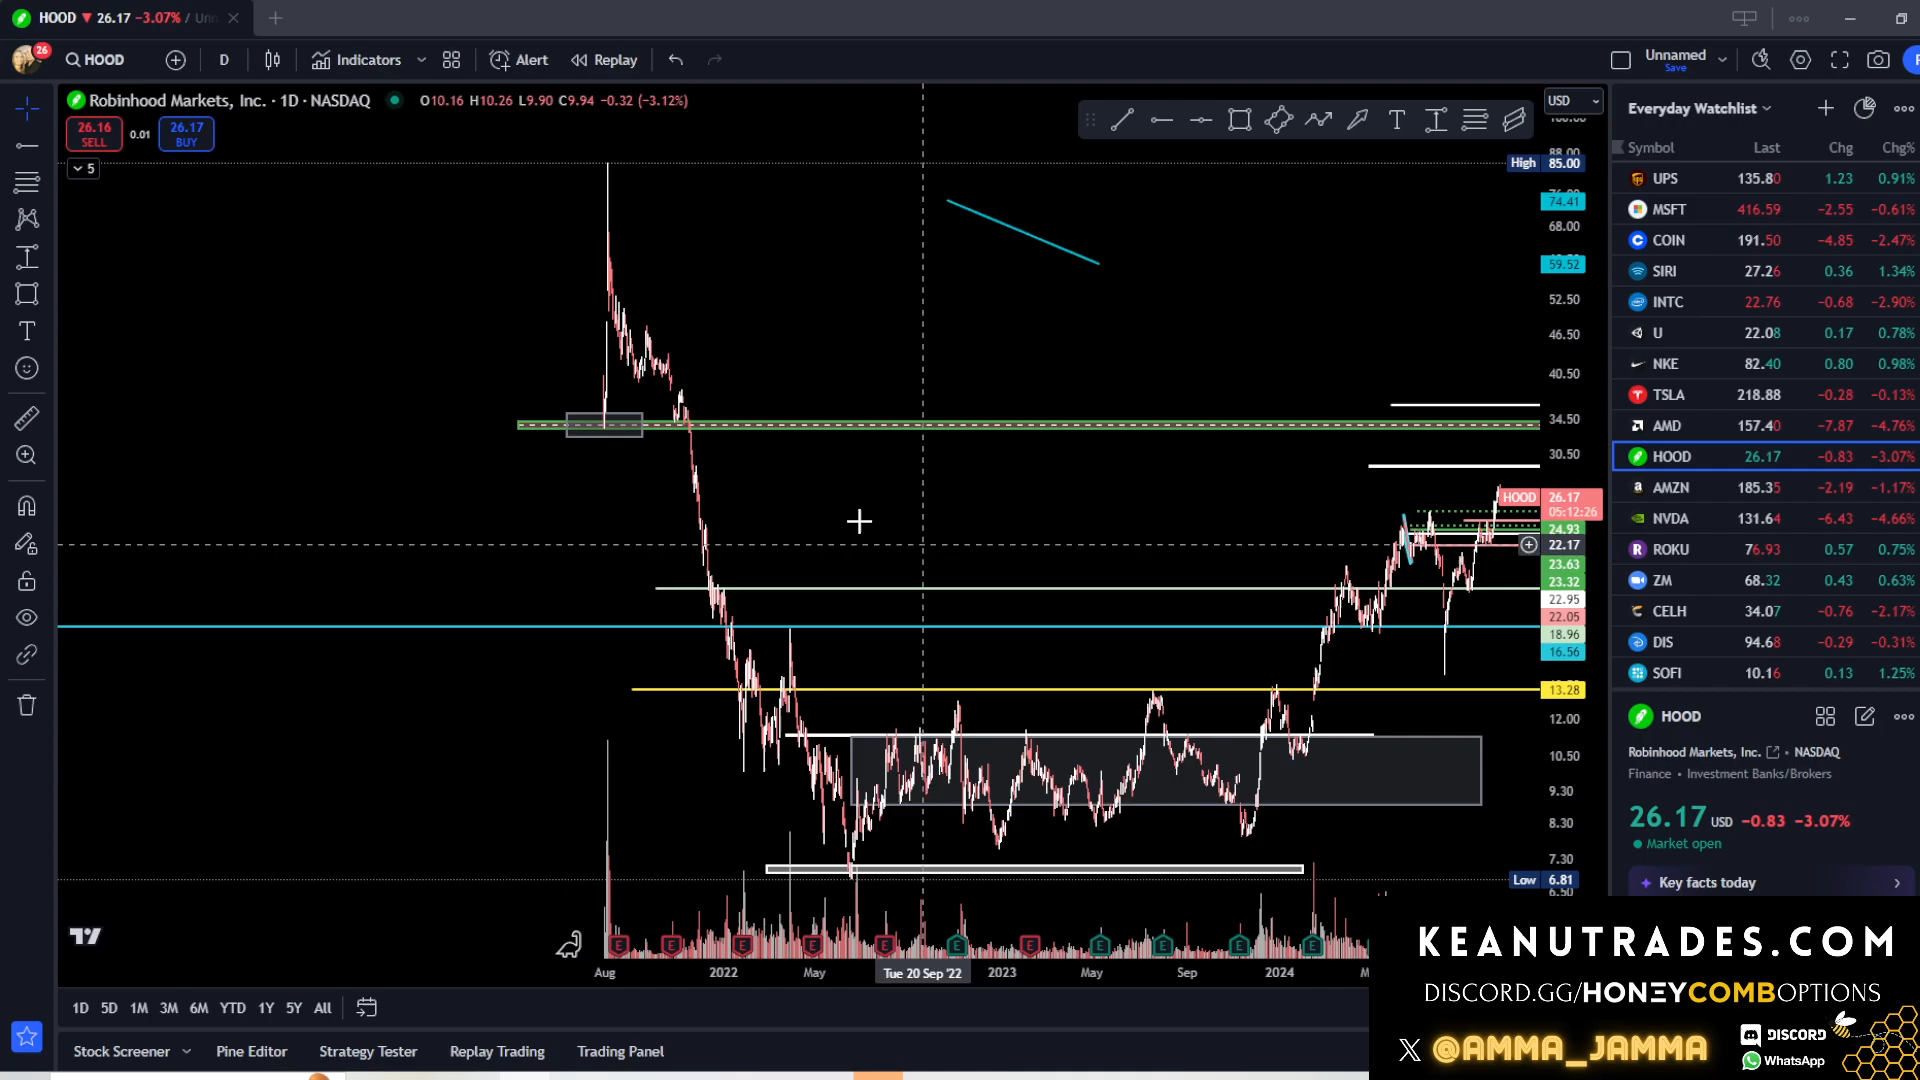 HOOD ▼ 26.17 −3.07% / Unn
26
HOOD
D
Indicators
Alert
Replay
Unnamed
Save
Robinhood Markets, Inc. · 1D · NASDAQ
O10.16 H10.26 L9.90 C9.94 −0.32 (−3.12%)
26.16
SELL
0.01
26.17
BUY
5
USD
88.00
High 85.00
74.41
68.00
59.52
52.50
46.50
40.50
34.50
30.50
HOOD 26.17
05:12:26
24.93
22.17
23.63
23.32
22.95
22.05
18.96
16.56
13.28
12.00
10.50
9.30
8.30
7.30
Low 6.81
6.50
E E E E E E E E E E E
Aug 2022 May Tue 20 Sep '22 2023 May Sep 2024
1D 5D 1M 3M 6M YTD 1Y 5Y All
Stock Screener Pine Editor Strategy Tester Replay Trading Trading Panel
Everyday Watchlist
Symbol Last Chg Chg%
UPS 135.80 1.23 0.91%
MSFT 416.59 −2.55 −0.61%
COIN 191.50 −4.85 −2.47%
SIRI 27.26 0.36 1.34%
INTC 22.76 −0.68 −2.90%
U 22.08 0.17 0.78%
NKE 82.40 0.80 0.98%
TSLA 218.88 −0.28 −0.13%
AMD 157.40 −7.87 −4.76%
HOOD 26.17 −0.83 −3.07%
AMZN 185.35 −2.19 −1.17%
NVDA 131.64 −6.43 −4.66%
ROKU 76.93 0.57 0.75%
ZM 68.32 0.43 0.63%
CELH 34.07 −0.76 −2.17%
DIS 94.68 −0.29 −0.31%
SOFI 10.16 0.13 1.25%
HOOD
Robinhood Markets, Inc. • NASDAQ
Finance • Investment Banks/Brokers
26.17 USD −0.83 −3.07%
Market open
Key facts today
KEANUTRADES.COM
DISCORD.GG/HONEYCOMBOPTIONS
X @AMMA_JAMMA
DISCORD
WhatsApp